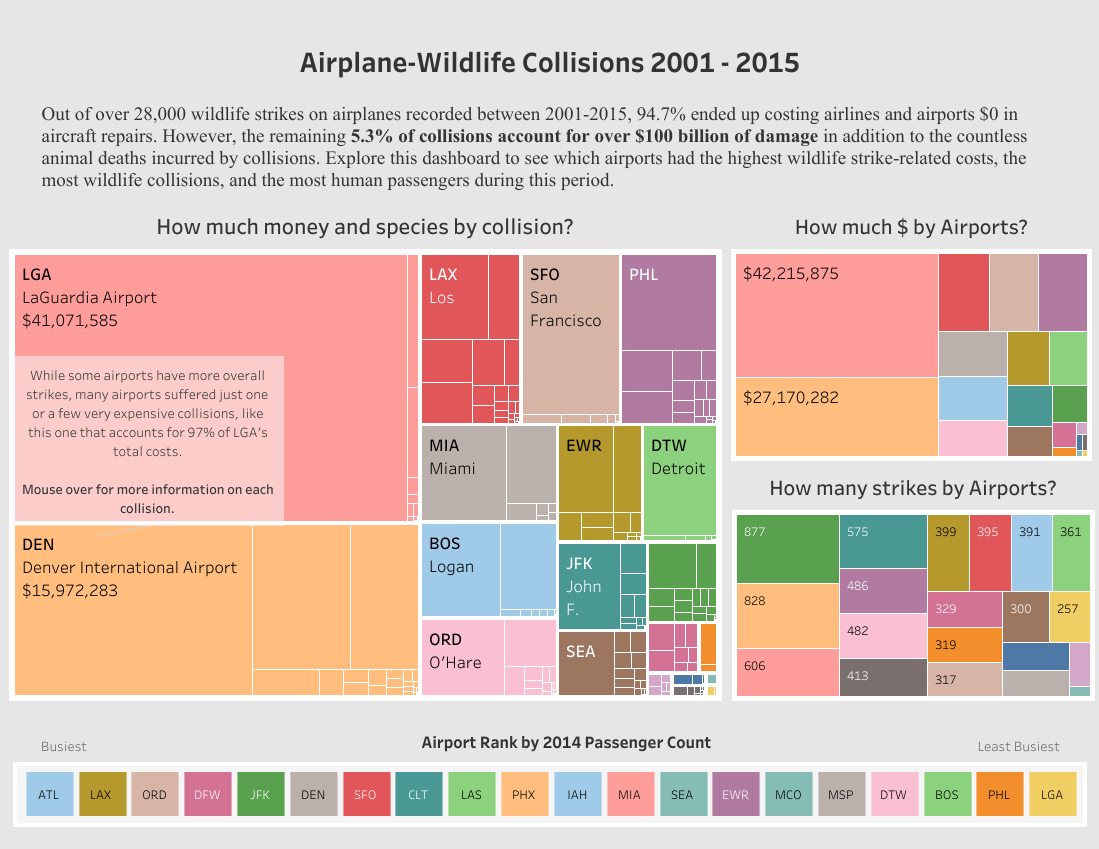 Airplane-Wildlife Collisions 2001 - 2015
Out of over 28,000 wildlife strikes on airplanes recorded between 2001-2015, 94.7% ended up costing airlines and airports $0 in
aircraft repairs. However, the remaining 5.3% of collisions account for over $100 billion of damage in addition to the countless
animal deaths incurred by collisions. Explore this dashboard to see which airports had the highest wildlife strike-related costs, the
most wildlife collisions, and the most human passengers during this period.
How much money and species by collision?
LGA
LaGuardia Airport
$41,071,585
While some airports have more overall
strikes, many airports suffered just one
or a few very expensive collisions, like
this one that accounts for 97% of LGA's
total costs.
Mouse over for more information on each
collision.
DEN
Denver International Airport
$15,972,283
LAX
Los
SFO
San
Francisco
PHL
MIA
Miami
EWR
DTW
Detroit
BOS
Logan
JFK
John
F.
ORD
O'Hare
SEA
How much $ by Airports?
$42,215,875
$27,170,282
How many strikes by Airports?
877
828
606
575
486
482
413
399
395
391
361
329
319
317
300
257
Airport Rank by 2014 Passenger Count
Busiest
Least Busiest
ATL
LAX
ORD
DFW
JFK
DEN
SFO
CLT
LAS
PHX
IAH
MIA
SEA
EWR
MCO
MSP
DTW
BOS
PHL
LGA